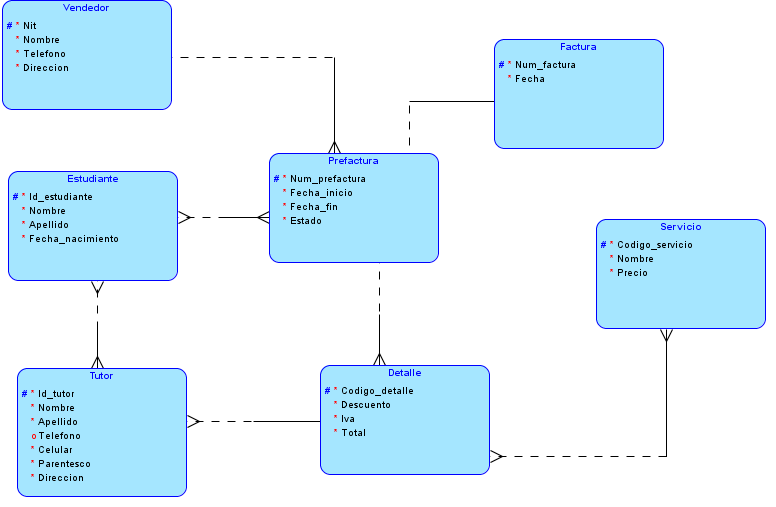 Vendedor
# * Nit
* Nombre
* Telefono
* Direccion
Factura
# * Num_factura
* Fecha
Prefactura
# * Num_prefactura
* Fecha_inicio
* Fecha_fin
* Estado
Estudiante
# * Id_estudiante
* Nombre
* Apellido
* Fecha_nacimiento
Servicio
# * Codigo_servicio
* Nombre
* Precio
Tutor
# * Id_tutor
* Nombre
* Apellido
o Telefono
* Celular
* Parentesco
* Direccion
Detalle
# * Codigo_detalle
* Descuento
* Iva
* Total